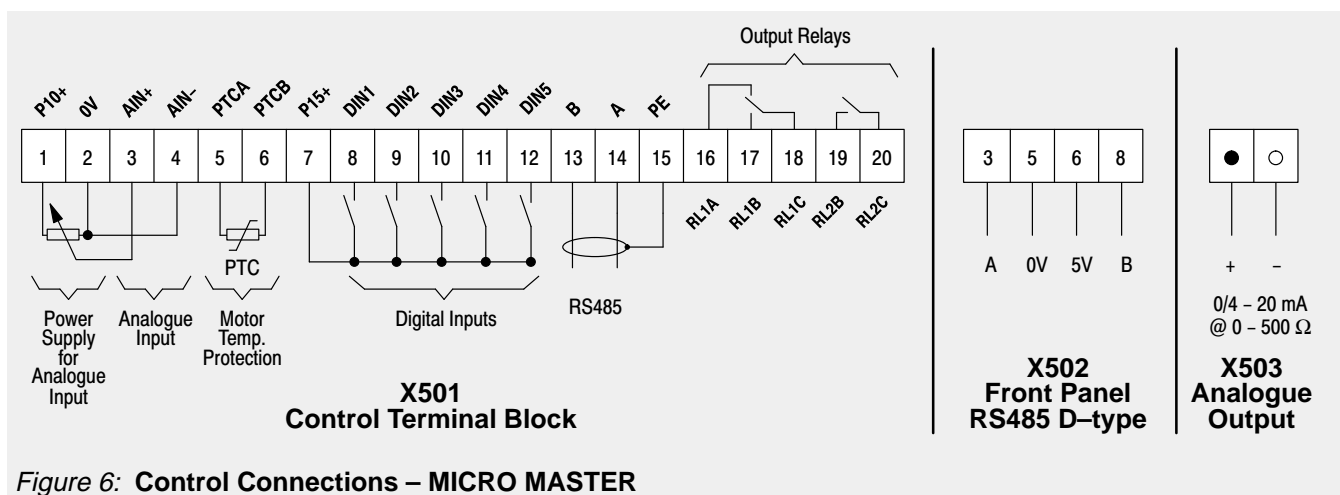 Output Relays
P10+ 0V AIN+ AIN– PTCA PTCB P15+ DIN1 DIN2 DIN3 DIN4 DIN5 B A PE
1 2 3 4 5 6 7 8 9 10 11 12 13 14 15 16 17 18 19 20
RL1A RL1B RL1C RL2B RL2C
PTC
Power
Supply
for
Analogue
Input
Analogue
Input
Motor
Temp.
Protection
Digital Inputs
RS485
X501
Control Terminal Block
3 5 6 8
A 0V 5V B
X502
Front Panel
RS485 D–type
+ –
0/4 – 20 mA
@ 0 – 500 Ω
X503
Analogue
Output
Figure 6: Control Connections – MICRO MASTER